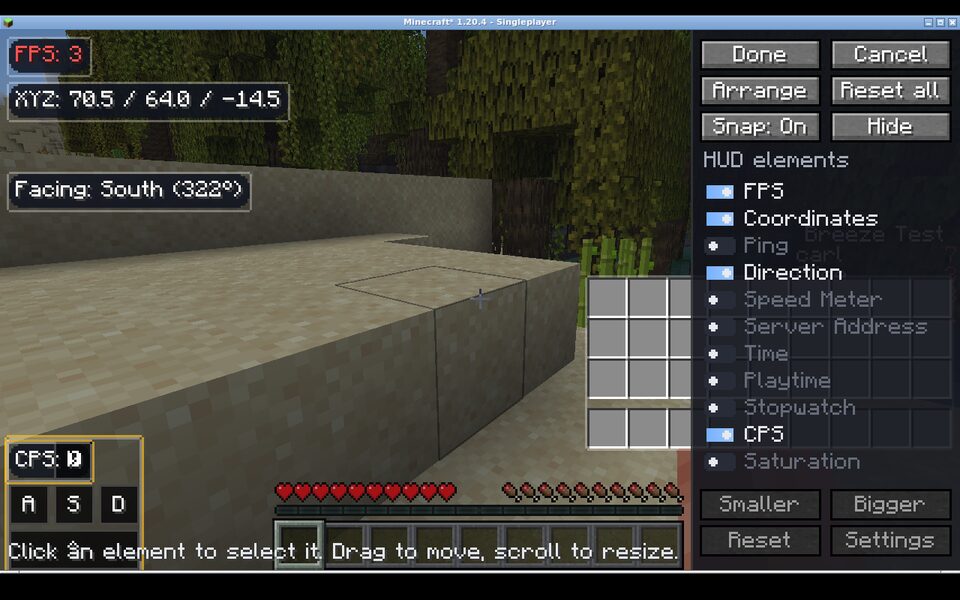 Minecraft* 1.20.4 - Singleplayer
FPS: 3
XYZ: 70.5 / 64.0 / -14.5
Facing: South (322°)
Done
Cancel
Arrange
Reset all
Snap: On
Hide
HUD elements
FPS
Coordinates
Ping
Breeze Test
carl
Direction
Speed Meter
Server Address
Time
Playtime
Stopwatch
CPS
Saturation
CPS: 0
A S D
Smaller
Bigger
Reset
Settings
Click an element to select it. Drag to move, scroll to resize.